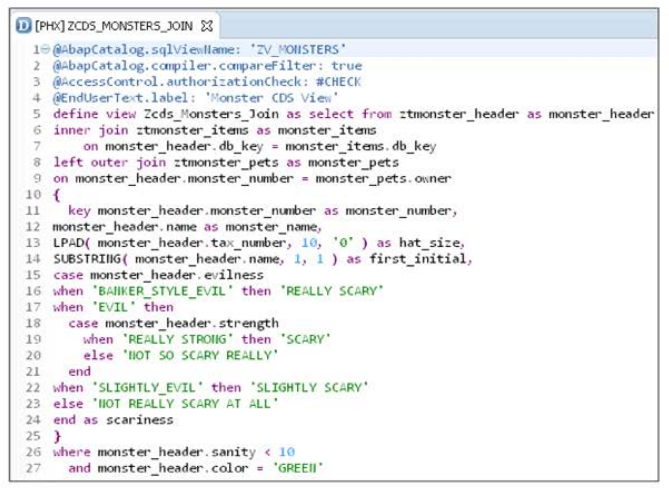 [PHX] ZCDS_MONSTERS_JOIN
1 @AbapCatalog.sqlViewName: 'ZV_MONSTERS'
2 @AbapCatalog.compiler.compareFilter: true
3 @AccessControl.authorizationCheck: #CHECK
4 @EndUserText.label: 'Monster CDS View'
5 define view Zcds_Monsters_Join as select from ztmonster_header as monster_header
6 inner join ztmonster_items as monster_items
7 on monster_header.db_key = monster_items.db_key
8 left outer join ztmonster_pets as monster_pets
9 on monster_header.monster_number = monster_pets.owner
10 {
11 key monster_header.monster_number as monster_number,
12 monster_header.name as monster_name,
13 LPAD( monster_header.tax_number, 10, '0' ) as hat_size,
14 SUBSTRING( monster_header.name, 1, 1 ) as first_initial,
15 case monster_header.evilness
16 when 'BANKER_STYLE_EVIL' then 'REALLY SCARY'
17 when 'EVIL' then
18 case monster_header.strength
19 when 'REALLY STRONG' then 'SCARY'
20 else 'NOT SO SCARY REALLY'
21 end
22 when 'SLIGHTLY_EVIL' then 'SLIGHTLY SCARY'
23 else 'NOT REALLY SCARY AT ALL'
24 end as scariness
25 }
26 where monster_header.sanity < 10
27 and monster_header.color = 'GREEN'